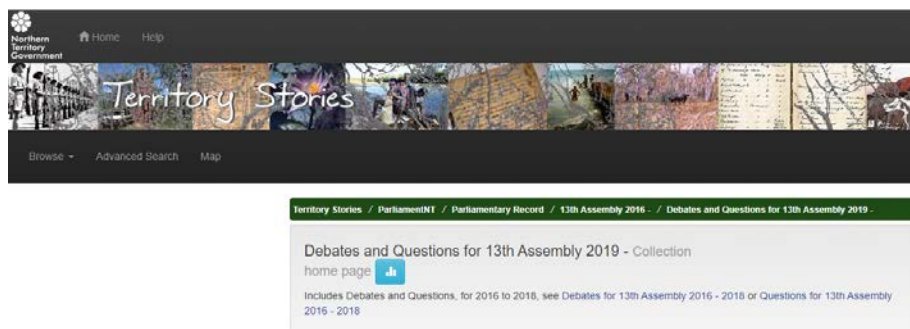 Northern
Territory
Government
Home Help
Territory Stories
Browse Advanced Search Map
Territory Stories / ParliamentNT / Parliamentary Record / 13th Assembly 2016 - / Debates and Questions for 13th Assembly 2019 -
Debates and Questions for 13th Assembly 2019 - Collection
home page
Includes Debates and Questions, for 2016 to 2018, see Debates for 13th Assembly 2016 - 2018 or Questions for 13th Assembly
2016 - 2018